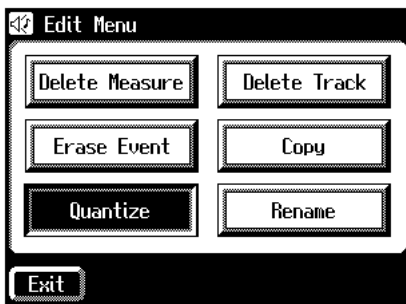 Edit Menu
Delete Measure
Delete Track
Erase Event
Copy
Quantize
Rename
Exit